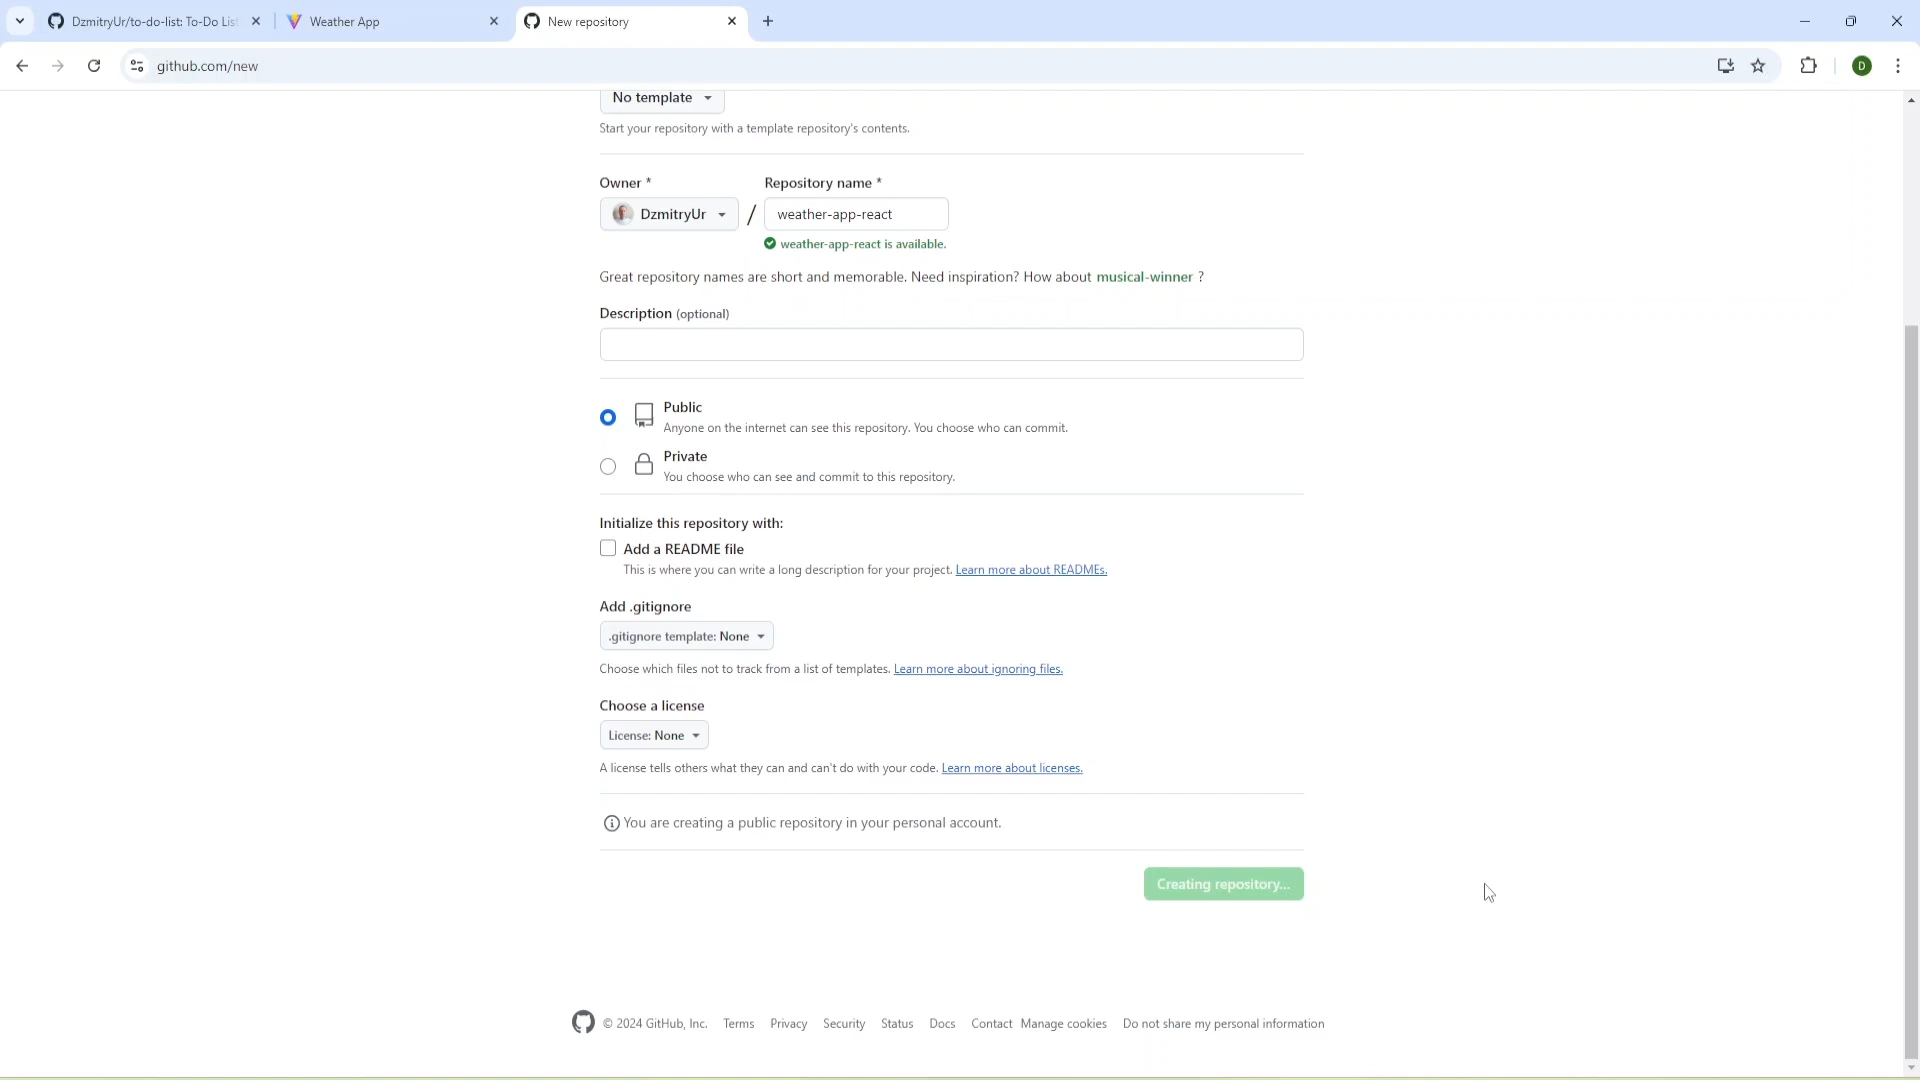 DzmitryUr/to-do-list: To-Do List
Weather App
New repository
github.com/new
D
No template
Start your repository with a template repository's contents.
Owner *
Repository name *
DzmitryUr
/
weather-app-react
weather-app-react is available.
Great repository names are short and memorable. Need inspiration? How about musical-winner ?
Description (optional)
Public
Anyone on the internet can see this repository. You choose who can commit.
Private
You choose who can see and commit to this repository.
Initialize this repository with:
Add a README file
This is where you can write a long description for your project. Learn more about READMEs.
Add .gitignore
.gitignore template: None
Choose which files not to track from a list of templates. Learn more about ignoring files.
Choose a license
License: None
A license tells others what they can and can't do with your code. Learn more about licenses.
You are creating a public repository in your personal account.
Creating repository...
© 2024 GitHub, Inc. Terms Privacy Security Status Docs Contact Manage cookies Do not share my personal information